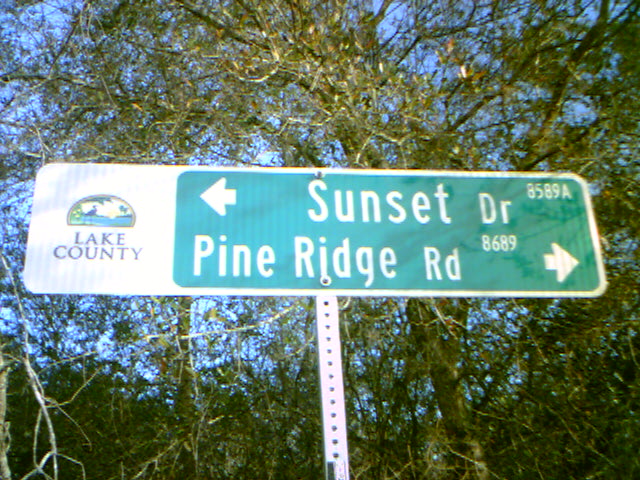 LAKE
COUNTY
Sunset Dr 8589A
Pine Ridge Rd 8689